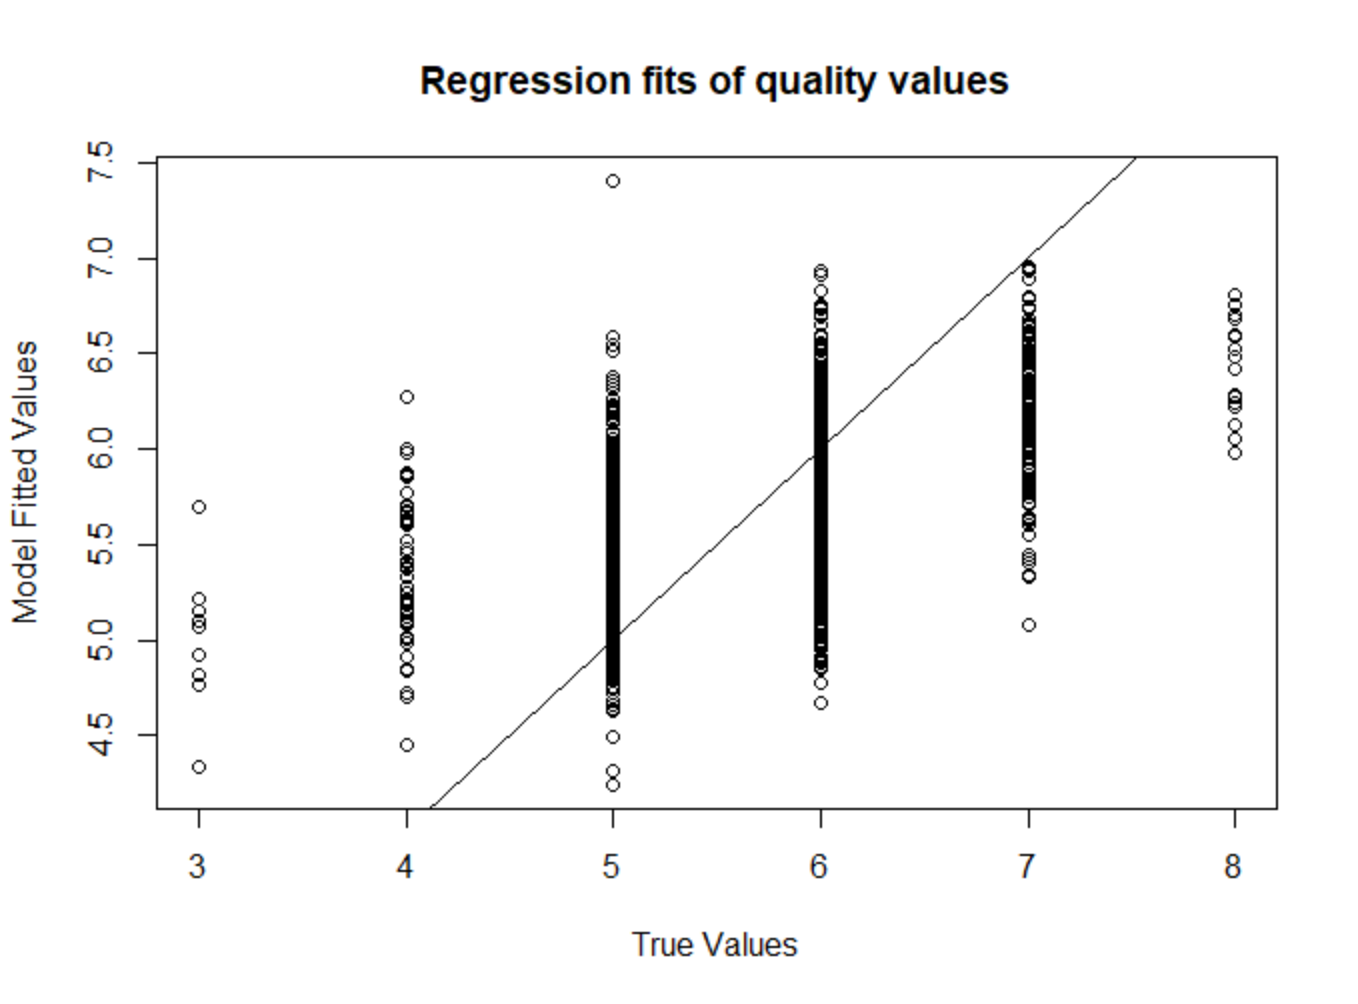 Regression fits of quality values
7.5
7.0
6.5
6.0
5.5
5.0
4.5
Model Fitted Values
3 4 5 6 7 8
True Values